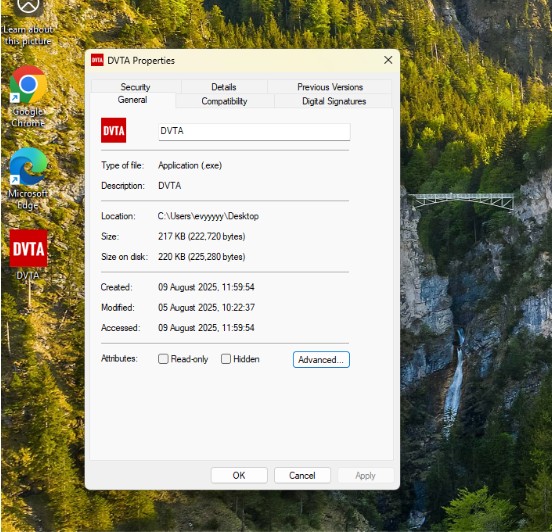 Learn about
this picture
Google
Chrome
Microsoft
Edge
DVTA
DVTA
DVTA DVTA Properties
Security Details Previous Versions
General Compatibility Digital Signatures
DVTA DVTA
Type of file: Application (.exe)
Description: DVTA
Location: C:\Users\evyyyyy\Desktop
Size: 217 KB (222,720 bytes)
Size on disk: 220 KB (225,280 bytes)
Created: 09 August 2025, 11:59:54
Modified: 05 August 2025, 10:22:37
Accessed: 09 August 2025, 11:59:54
Attributes: Read-only Hidden Advanced...
OK Cancel Apply